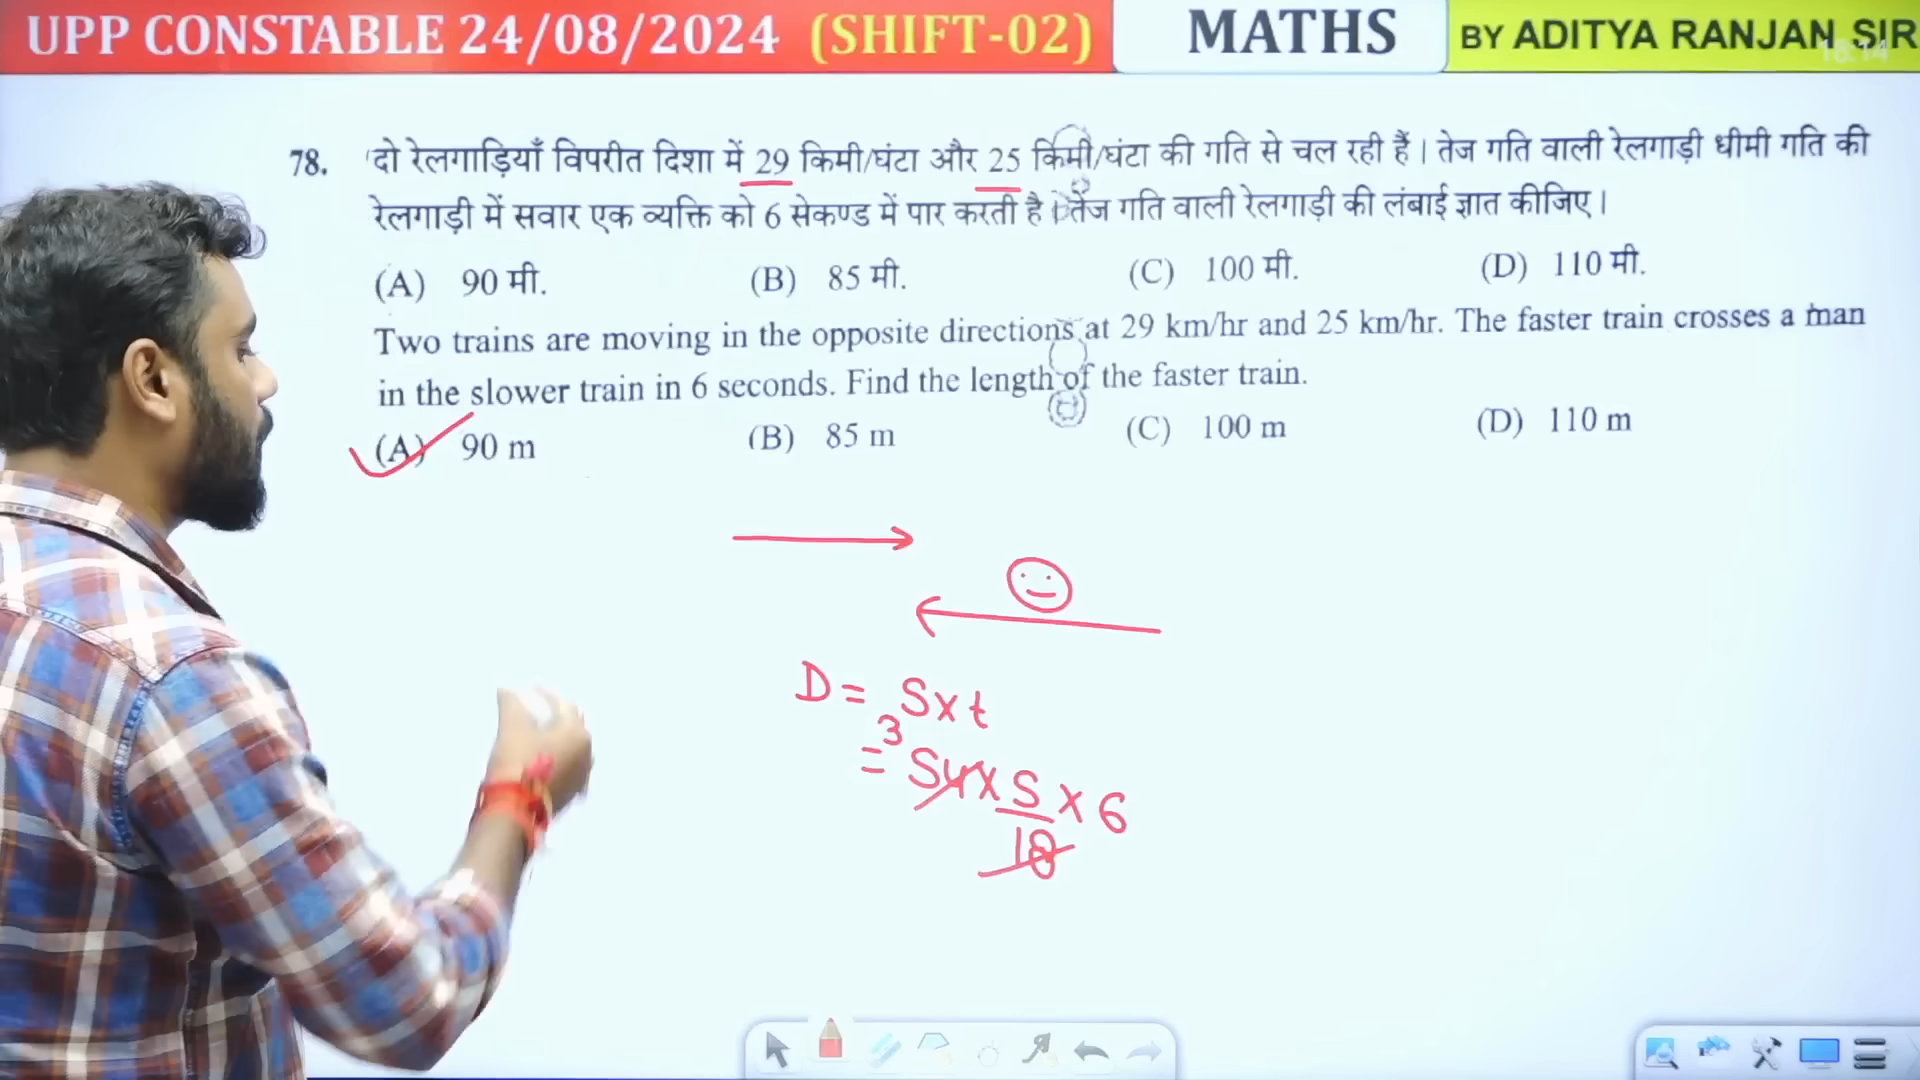 UPP CONSTABLE 24/08/2024 (SHIFT-02) MATHS BY ADITYA RANJAN SIR
18:14
78. दो रेलगाड़ियाँ विपरीत दिशा में 29 किमी/घंटा और 25 किमी/घंटा की गति से चल रही हैं। तेज गति वाली रेलगाड़ी धीमी गति की
रेलगाड़ी में सवार एक व्यक्ति को 6 सेकण्ड में पार करती है। तेज गति वाली रेलगाड़ी की लंबाई ज्ञात कीजिए।
(A) 90 मी. (B) 85 मी. (C) 100 मी. (D) 110 मी.
Two trains are moving in the opposite directions at 29 km/hr and 25 km/hr. The faster train crosses a man
in the slower train in 6 seconds. Find the length of the faster train.
(A) 90 m (B) 85 m (C) 100 m (D) 110 m
D = S x t
3
= 54 x 5 x 6
18